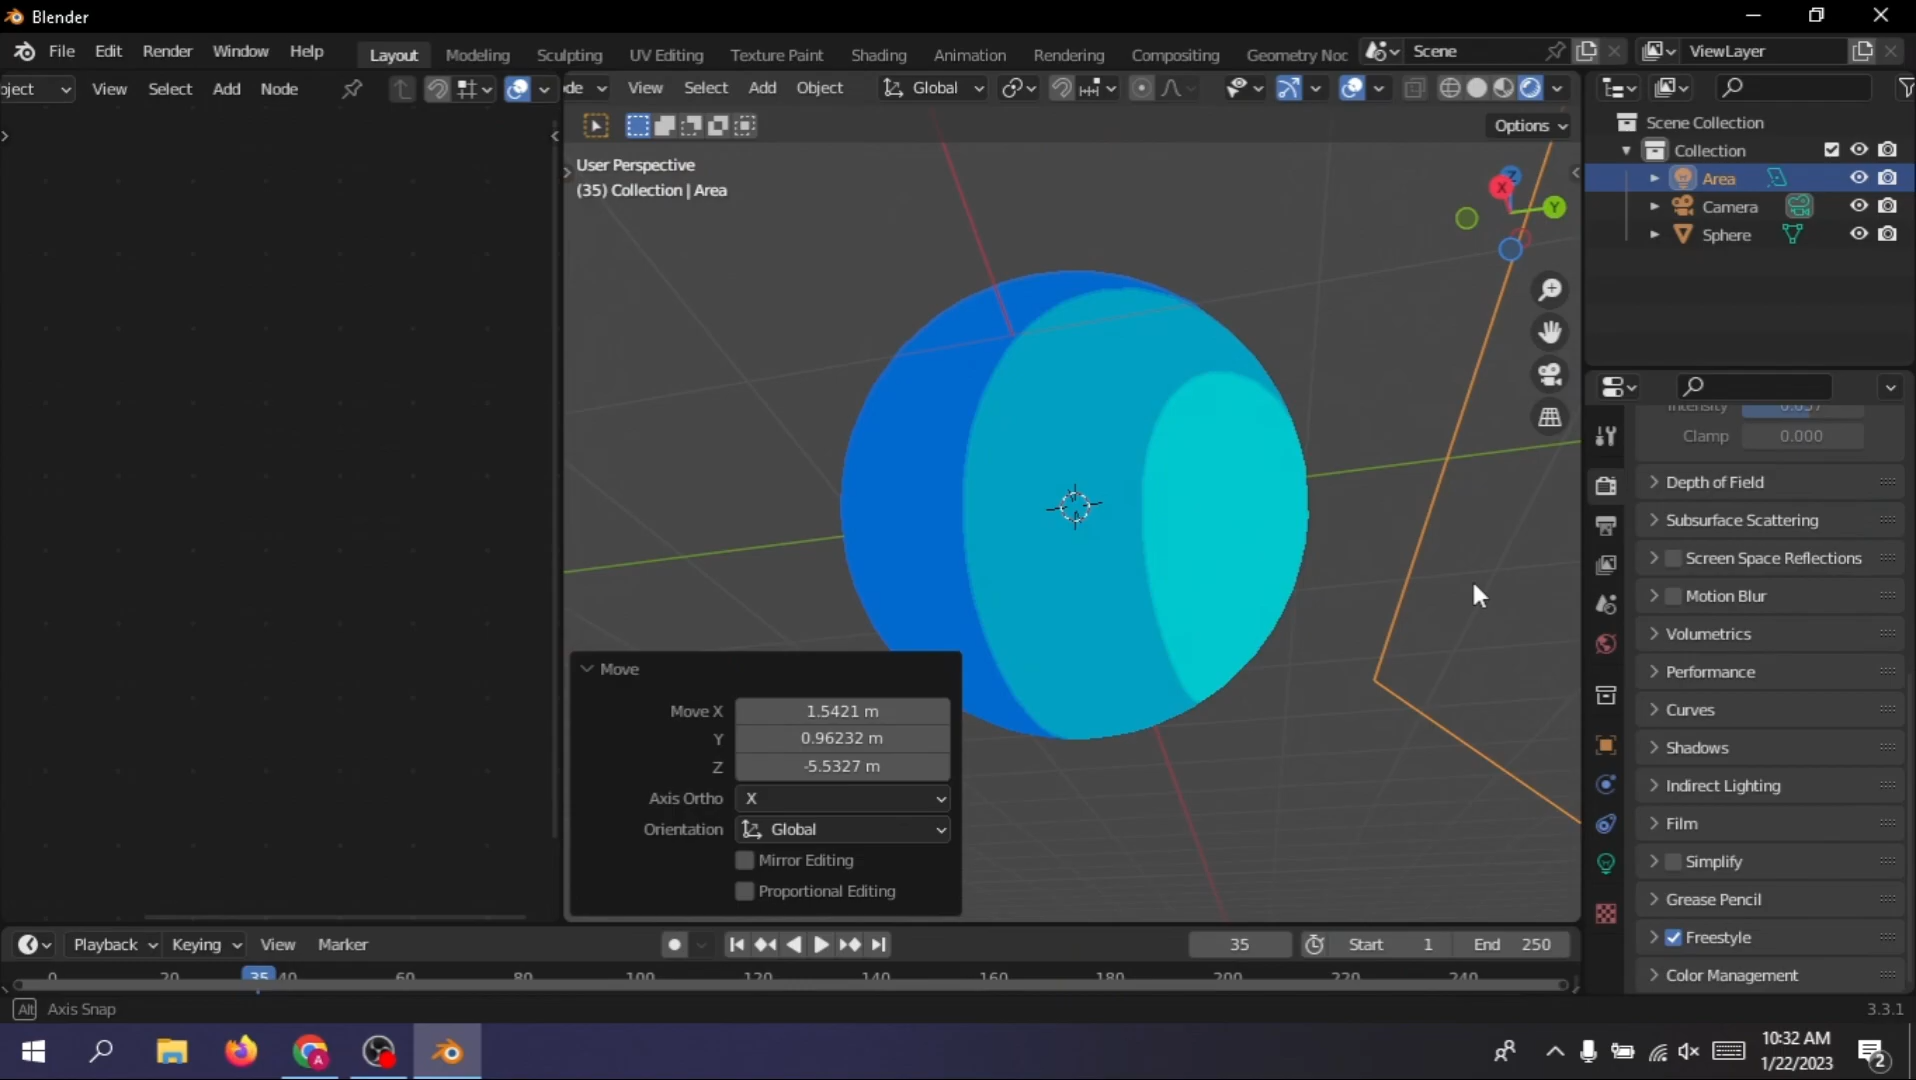 Blender
File Edit Render Window Help Layout Modeling Sculpting UV Editing Texture Paint Shading Animation Rendering Compositing Geometry Noc Scene ViewLayer
bject View Select Add Node
de View Select Add Object Global
Options
User Perspective
(35) Collection | Area
X
Y
Z
Scene Collection
Collection
Area
Camera
Sphere
Intensity 0.657
Clamp 0.000
Depth of Field
Subsurface Scattering
Screen Space Reflections
Motion Blur
Volumetrics
Performance
Curves
Shadows
Indirect Lighting
Film
Simplify
Grease Pencil
Freestyle
Color Management
Move
Move X 1.5421 m
Y 0.96232 m
Z -5.5327 m
Axis Ortho X
Orientation Global
Mirror Editing
Proportional Editing
Playback Keying View Marker 35 Start 1 End 250
0 20 35 40 60 80 100 120 140 160 180 200 220 240
Alt Axis Snap 3.3.1
A
10:32 AM
1/22/2023
2